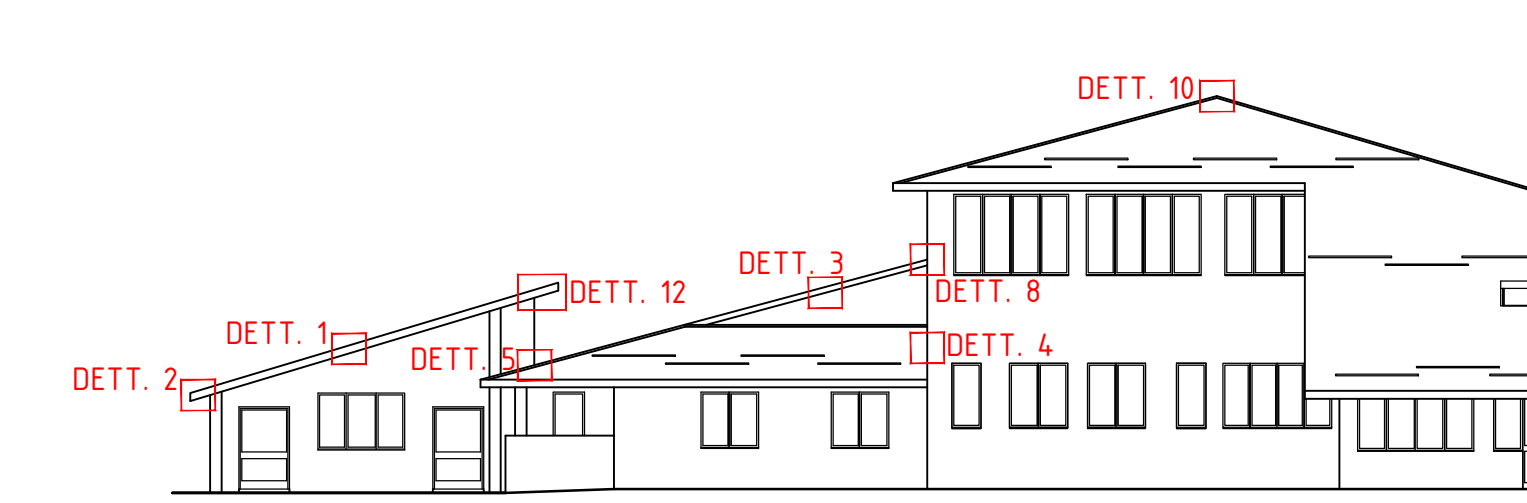 DETT. 10
DETT. 3
DETT. 12
DETT. 8
DETT. 1
DETT. 4
DETT. 5
DETT. 2